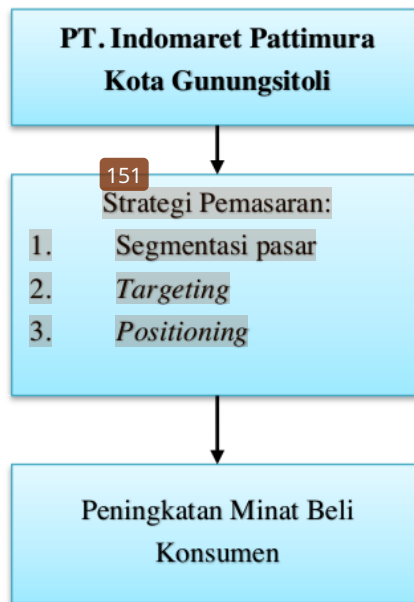 PT. Indomaret Pattimura
Kota Gunungsitoli
151
Strategi Pemasaran:
1. Segmentasi pasar
2. Targeting
3. Positioning
Peningkatan Minat Beli
Konsumen